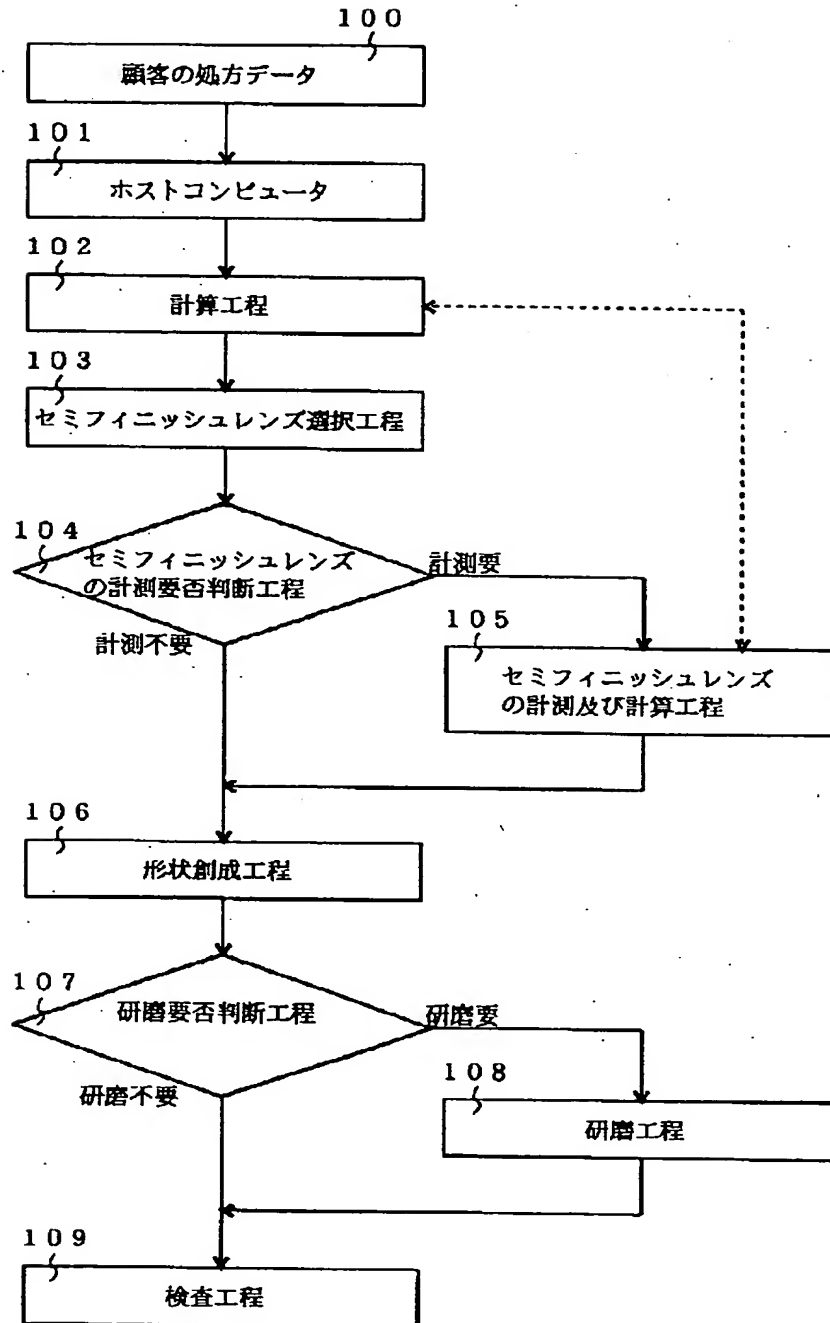 100
顧客の処方データ
101
ホストコンピュータ
102
計算工程
103
セミフィニッシュレンズ選択工程
104
セミフィニッシュレンズ
の計測要否判断工程
計測要
計測不要
105
セミフィニッシュレンズ
の計測及び計算工程
106
形状創成工程
107
研磨要否判断工程
研磨要
研磨不要
108
研磨工程
109
検査工程